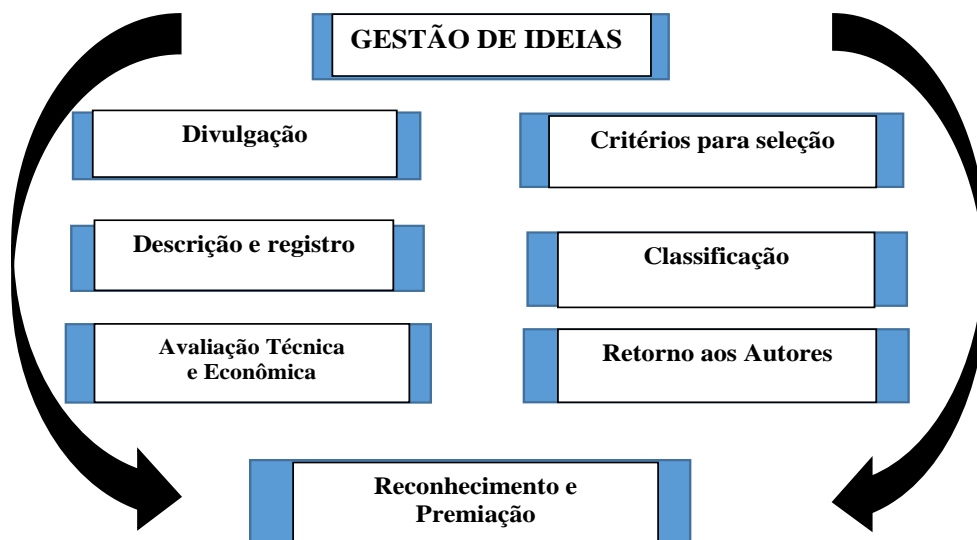 GESTÃO DE IDEIAS
Divulgação
Critérios para seleção
Descrição e registro
Classificação
Avaliação Técnica
e Econômica
Retorno aos Autores
Reconhecimento e
Premiação